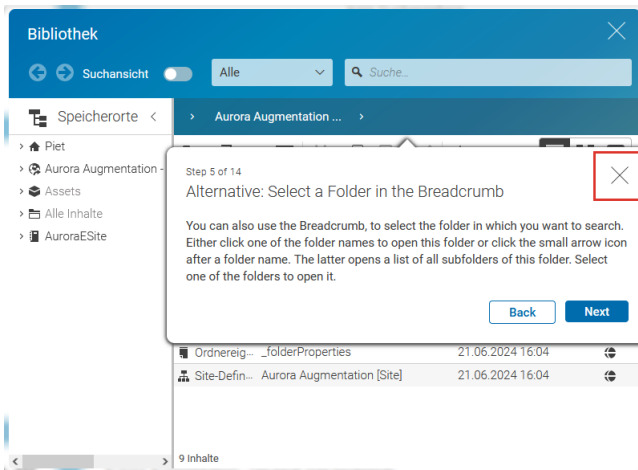 Bibliothek
Suchansicht
Alle
Suche...
Speicherorte
Aurora Augmentation ...
Piet
Aurora Augmentation -
Assets
Alle Inhalte
AuroraESite
Step 5 of 14
Alternative: Select a Folder in the Breadcrumb
You can also use the Breadcrumb, to select the folder in which you want to search.
Either click one of the folder names to open this folder or click the small arrow icon
after a folder name. The latter opens a list of all subfolders of this folder. Select
one of the folders to open it.
Back
Next
Ordnereig... _folderProperties 21.06.2024 16:04
Site-Defin... Aurora Augmentation [Site] 21.06.2024 16:04
9 Inhalte